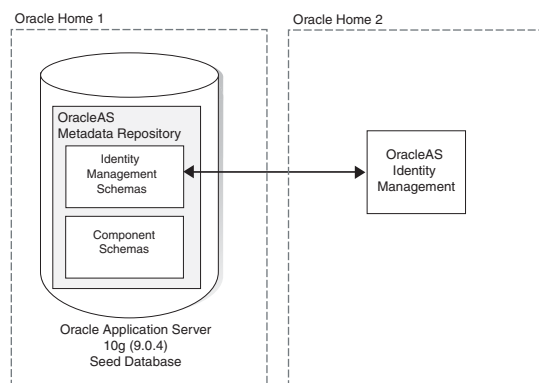 Oracle Home 1
Oracle Home 2
OracleAS
Metadata Repository
Identity
Management
Schemas
Component
Schemas
OracleAS
Identity
Management
Oracle Application Server
10g (9.0.4)
Seed Database